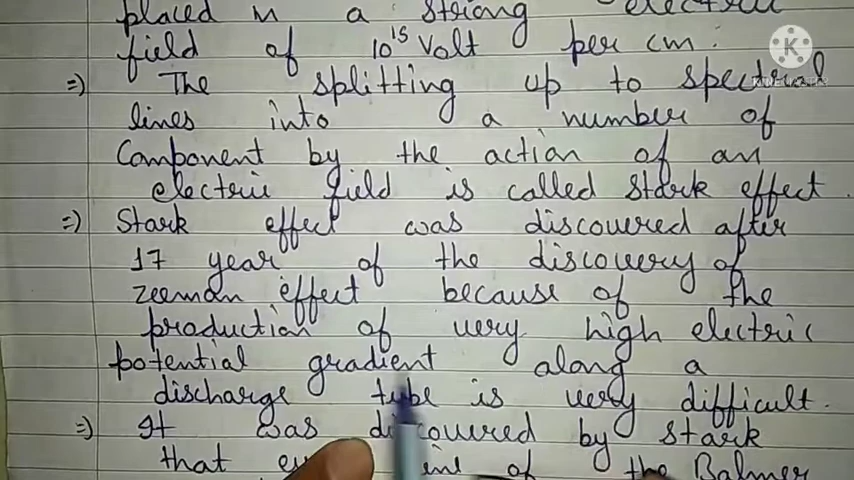 placed in a strong electric
field of 10¹⁵ Volt per cm.
⇒) The splitting up to spectral
lines into a number of
Component by the action of an
electric field is called stark effect.
⇒) Stark effect was discovered after
17 year of the discovery of
zeeman effect because of the
production of very high electric
potential gradient along a
discharge tube is very difficult.
⇒) It was discovered by stark
that of the Balmer
K